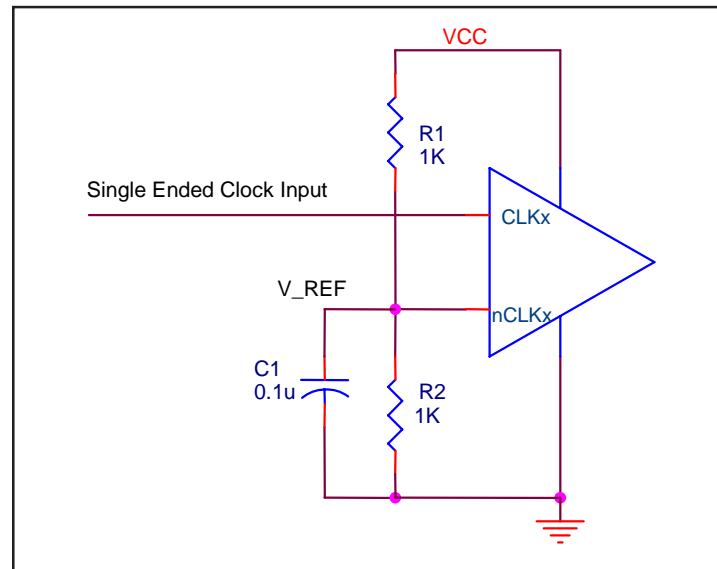 VCC
R1
1K
Single Ended Clock Input
CLKx
V_REF
nCLKx
C1
0.1u
R2
1K